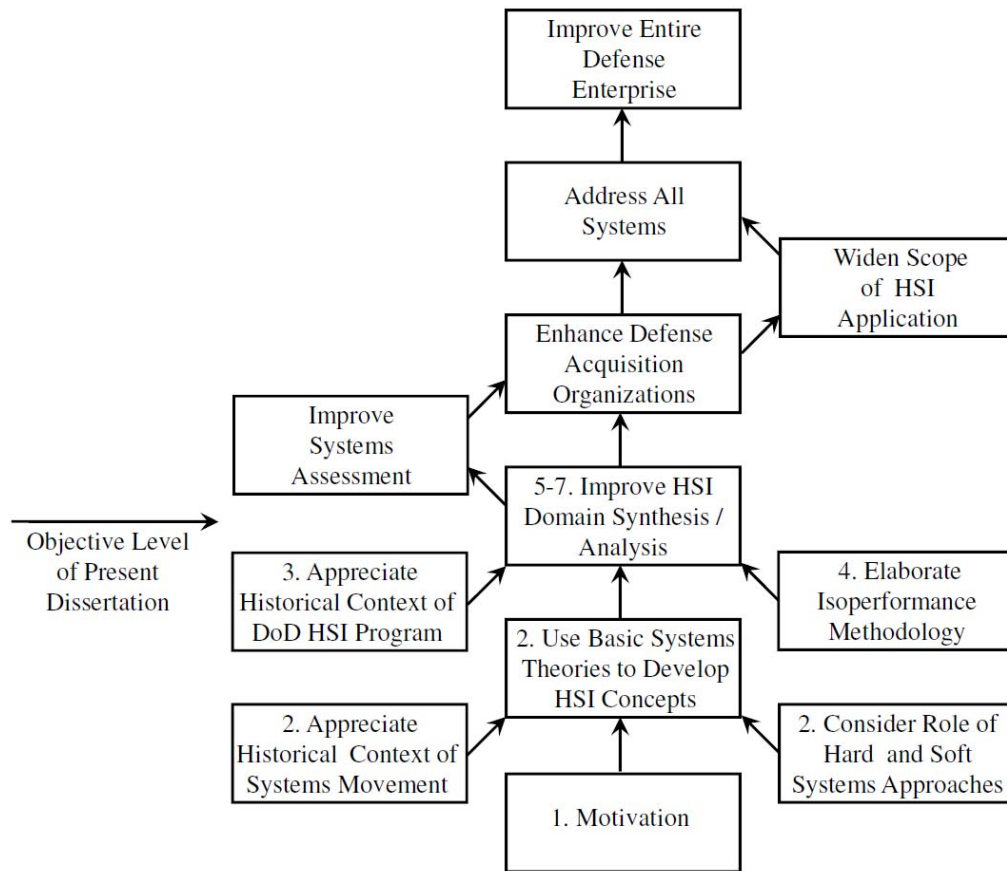 Improve Entire
Defense
Enterprise
Address All
Systems
Widen Scope
of HSI
Application
Enhance Defense
Acquisition
Organizations
Improve
Systems
Assessment
5-7. Improve HSI
Domain Synthesis /
Analysis
Objective Level
of Present
Dissertation
3. Appreciate
Historical Context of
DoD HSI Program
4. Elaborate
Isoperformance
Methodology
2. Use Basic Systems
Theories to Develop
HSI Concepts
2. Appreciate
Historical Context of
Systems Movement
2. Consider Role of
Hard and Soft
Systems Approaches
1. Motivation